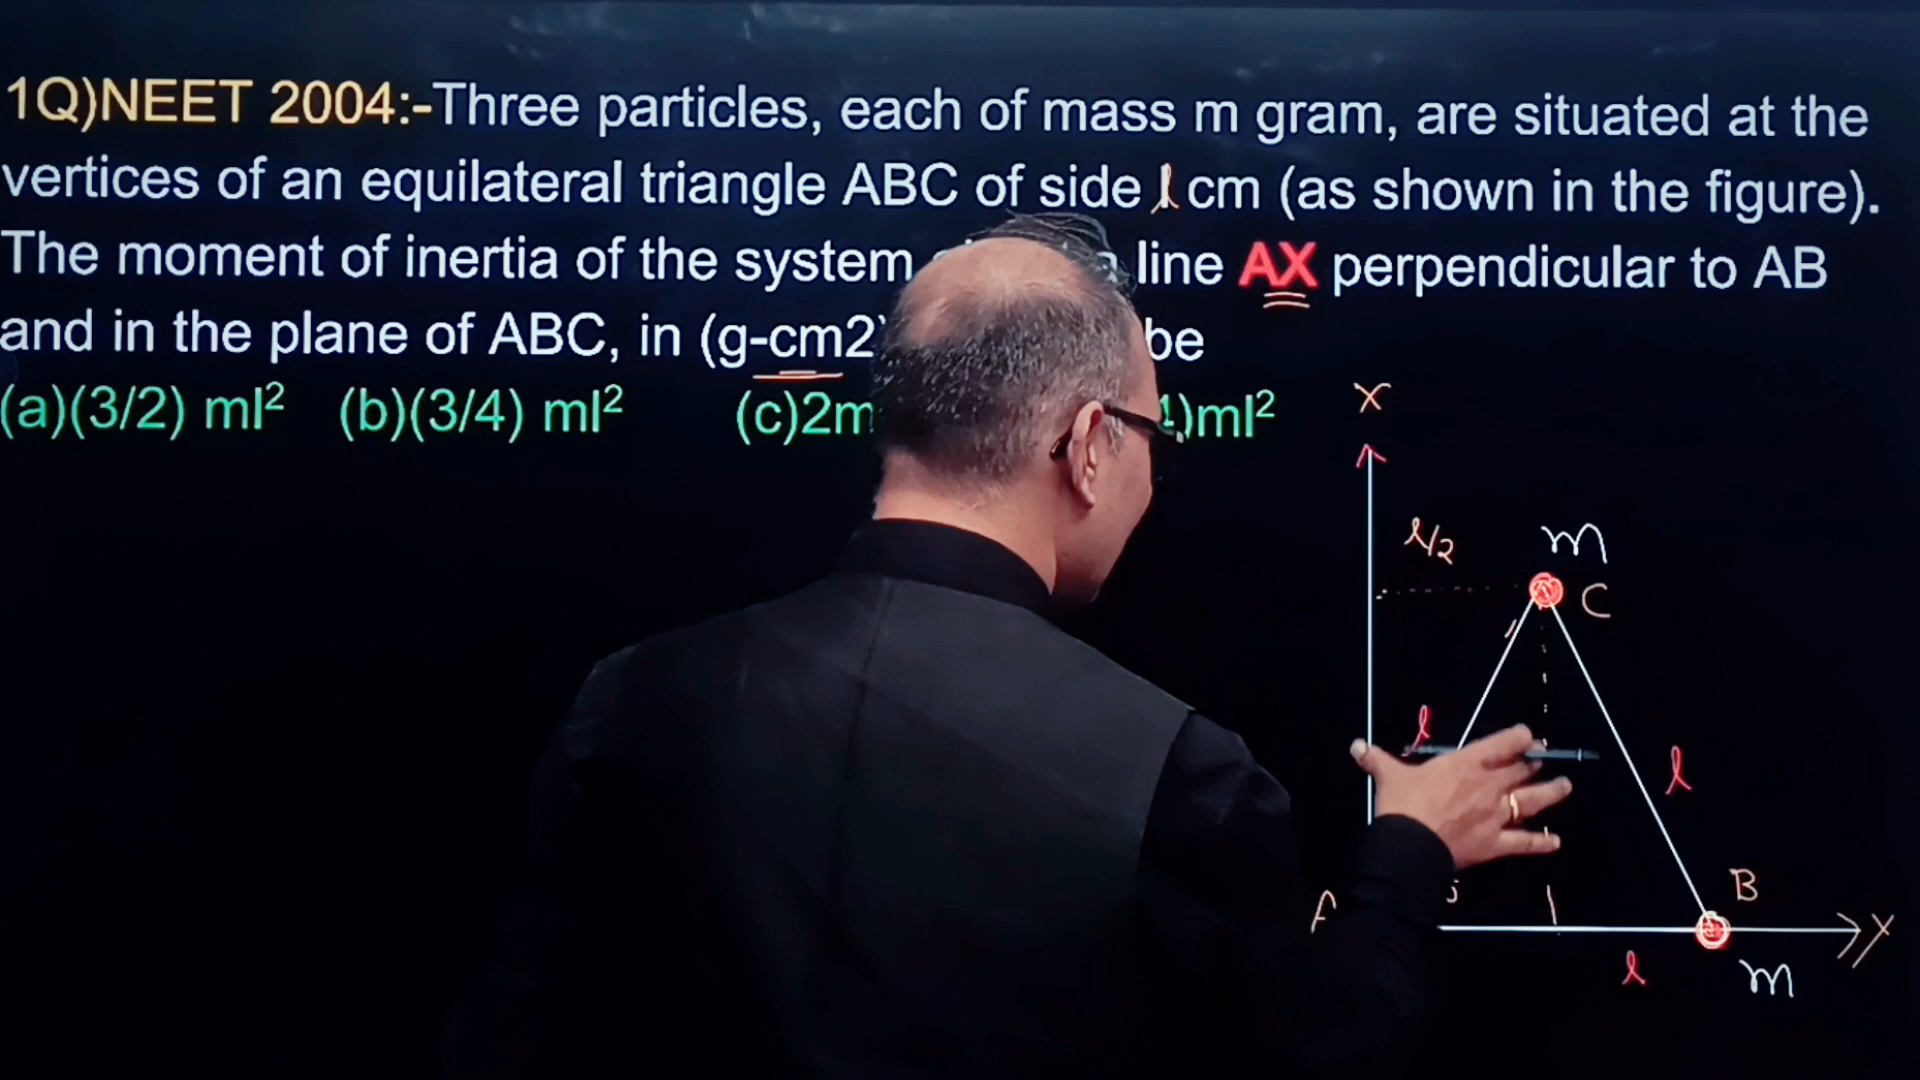 1Q)NEET 2004:-Three particles, each of mass m gram, are situated at the
vertices of an equilateral triangle ABC of side l cm (as shown in the figure).
The moment of inertia of the system line AX perpendicular to AB
and in the plane of ABC, in (g-cm2) be
(a)(3/2) ml² (b)(3/4) ml² (c)2m )ml²
X
l/2
m
C
l
l
B
A
Y
l
m